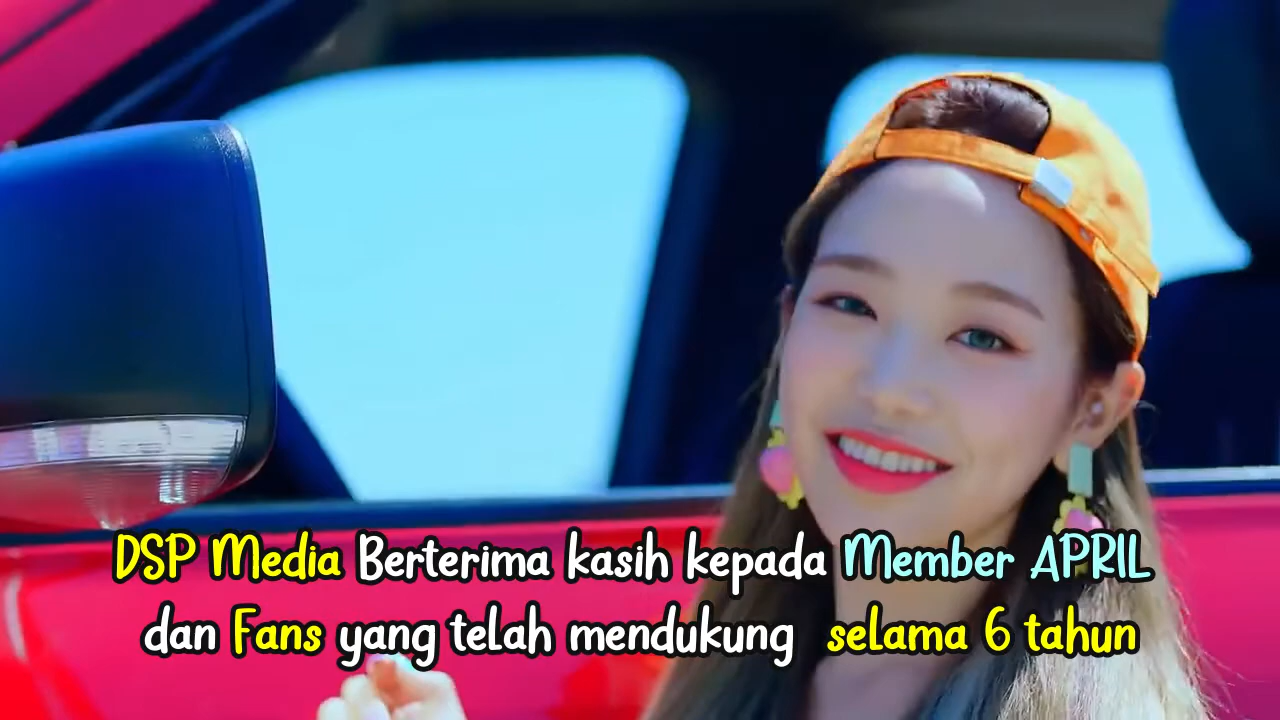 DSP Media Berterima kasih kepada Member APRIL
dan Fans yang telah mendukung selama 6 tahun